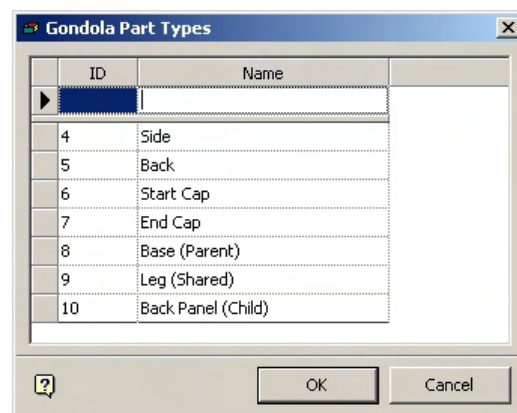 Gondola Part Types
ID Name
4 Side
5 Back
6 Start Cap
7 End Cap
8 Base (Parent)
9 Leg (Shared)
10 Back Panel (Child)
OK Cancel